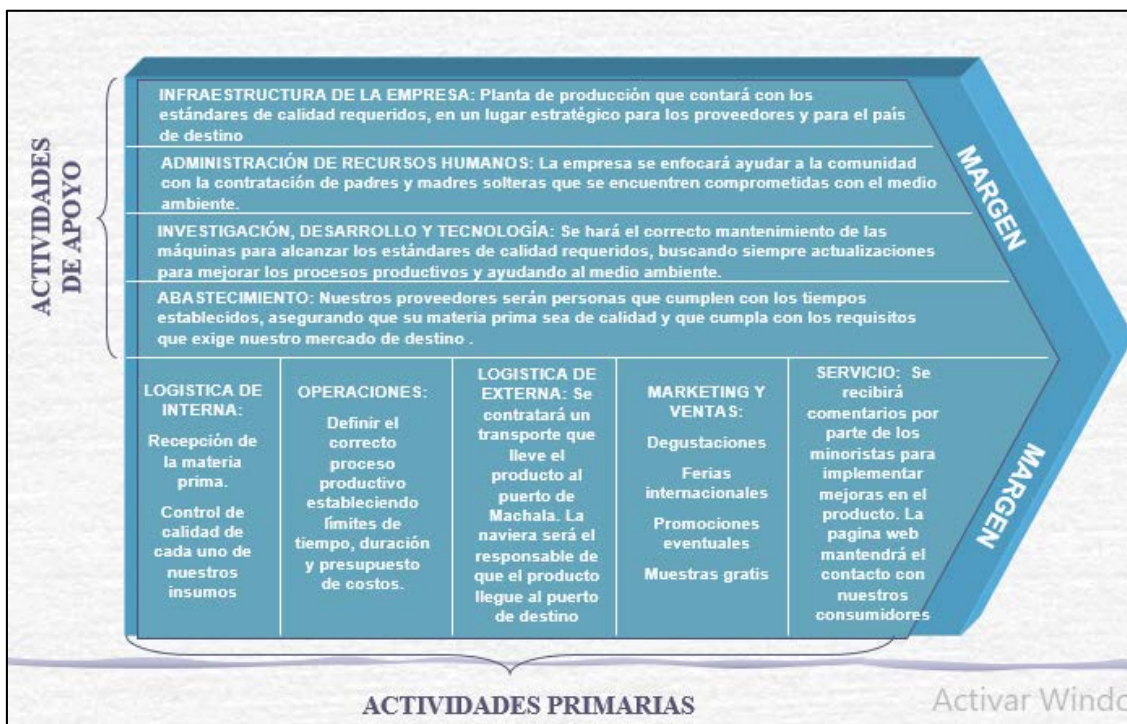 ACTIVIDADES
DE APOYO
INFRAESTRUCTURA DE LA EMPRESA: Planta de producción que contará con los
estándares de calidad requeridos, en un lugar estratégico para los proveedores y para el país
de destino
ADMINISTRACIÓN DE RECURSOS HUMANOS: La empresa se enfocará ayudar a la comunidad
con la contratación de padres y madres solteras que se encuentren comprometidas con el medio
ambiente.
INVESTIGACIÓN, DESARROLLO Y TECNOLOGÍA: Se hará el correcto mantenimiento de las
máquinas para alcanzar los estándares de calidad requeridos, buscando siempre actualizaciones
para mejorar los procesos productivos y ayudando al medio ambiente.
ABASTECIMIENTO: Nuestros proveedores serán personas que cumplen con los tiempos
establecidos, asegurando que su materia prima sea de calidad y que cumpla con los requisitos
que exige nuestro mercado de destino .
MARGEN
LOGISTICA DE
INTERNA:
Recepción de
la materia
prima.
Control de
calidad de
cada uno de
nuestros
insumos
OPERACIONES:
Definir el
correcto
proceso
productivo
estableciendo
límites de
tiempo, duración
y presupuesto
de costos.
LOGISTICA DE
EXTERNA: Se
contratará un
transporte que
lleve el
producto al
puerto de
Machala. La
naviera será el
responsable de
que el producto
llegue al puerto
de destino
MARKETING Y
VENTAS:
Degustaciones
Ferias
internacionales
Promociones
eventuales
Muestras gratis
SERVICIO: Se
recibirá
comentarios por
parte de los
minoristas para
implementar
mejoras en el
producto. La
pagina web
mantendrá el
contacto con
nuestros
consumidores
MARGEN
ACTIVIDADES PRIMARIAS
Activar Windo